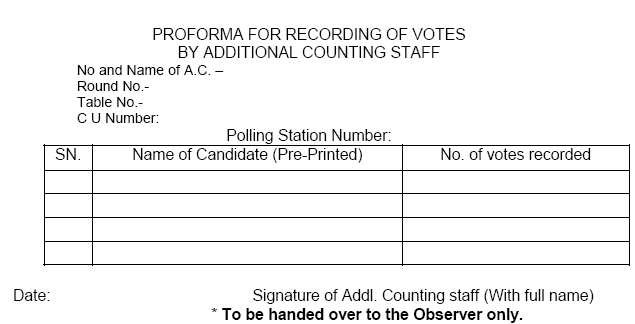 PROFORMA FOR RECORDING OF VOTES
BY ADDITIONAL COUNTING STAFF
No and Name of A.C. –
Round No.-
Table No.-
C U Number:
Polling Station Number:
SN. Name of Candidate (Pre-Printed) No. of votes recorded
Date: Signature of Addl. Counting staff (With full name)
* To be handed over to the Observer only.